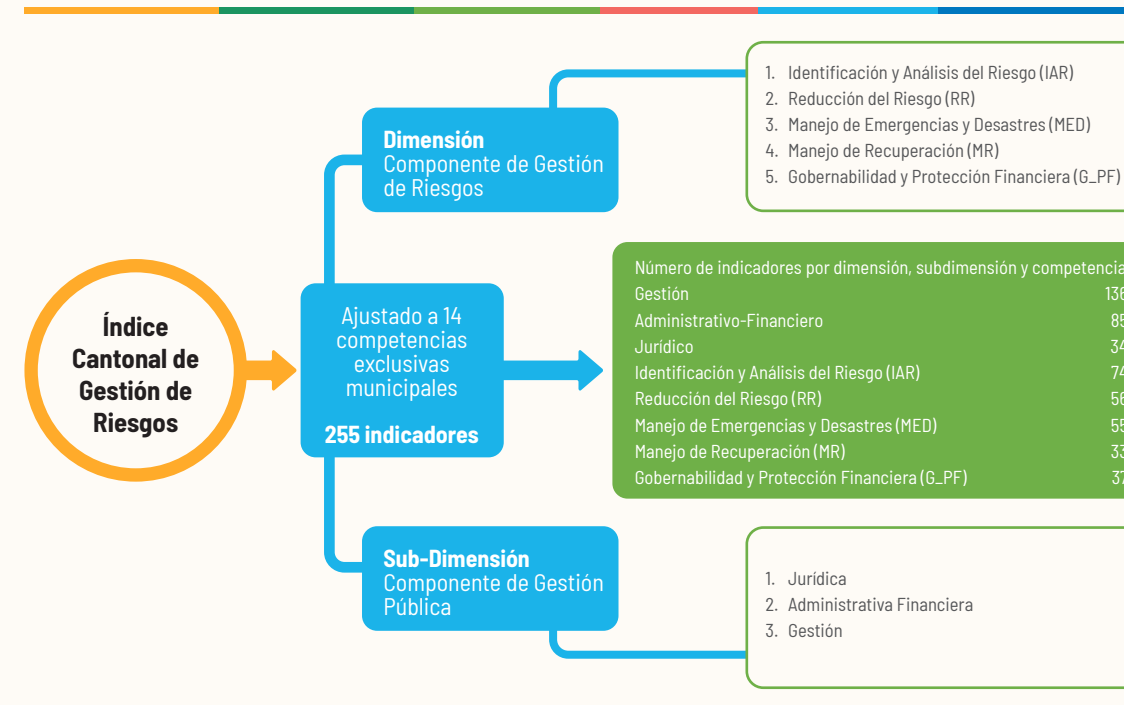 Índice
Cantonal de
Gestión de
Riesgos
Dimensión
Componente de Gestión
de Riesgos
1. Identificación y Análisis del Riesgo (IAR)
2. Reducción del Riesgo (RR)
3. Manejo de Emergencias y Desastres (MED)
4. Manejo de Recuperación (MR)
5. Gobernabilidad y Protección Financiera (G_PF)
Ajustado a 14
competencias
exclusivas
municipales
255 indicadores
Número de indicadores por dimensión, subdimensión y competencia
Gestión 136
Administrativo-Financiero 85
Jurídico 34
Identificación y Análisis del Riesgo (IAR) 74
Reducción del Riesgo (RR) 56
Manejo de Emergencias y Desastres (MED) 55
Manejo de Recuperación (MR) 33
Gobernabilidad y Protección Financiera (G_PF) 37
Sub-Dimensión
Componente de Gestión
Pública
1. Jurídica
2. Administrativa Financiera
3. Gestión